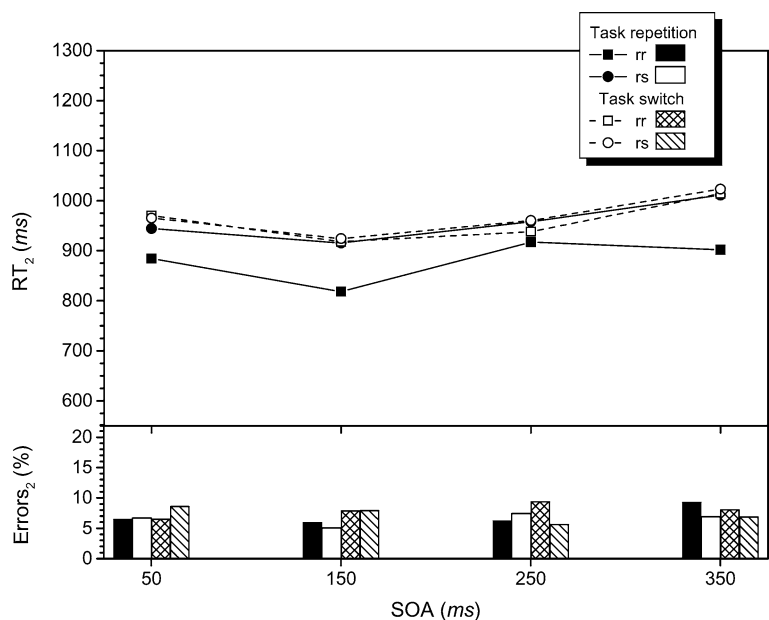 Task repetition
rr
rs
Task switch
rr
rs
1300
1200
1100
1000
900
800
700
600
RT2 (ms)
20
15
10
5
0
Errors2 (%)
50 150 250 350
SOA (ms)